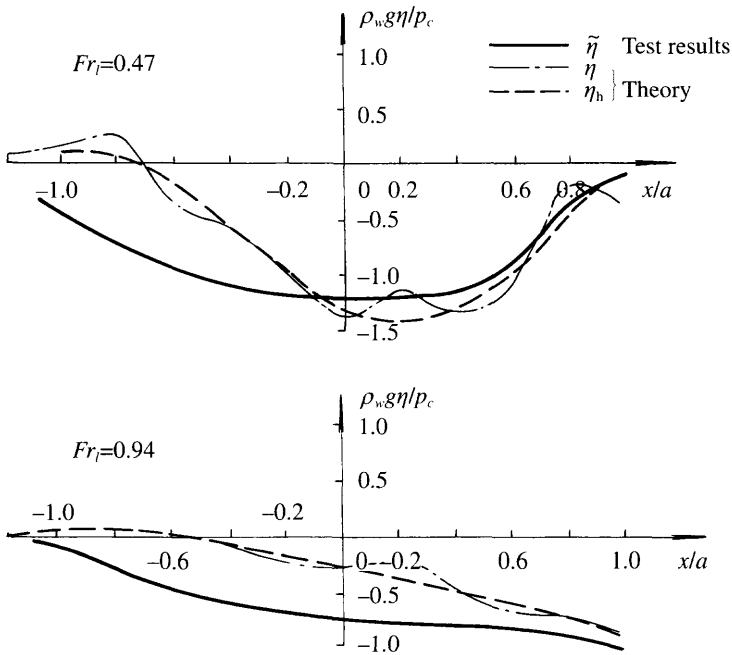 ρ_w gη/p_c
Fr_l=0.47
1.0
0.5
η̃ Test results
η
η_h } Theory
−1.0 −0.2 0 0.2 0.6 0.8 x/a
−0.5
−1.0
−1.5
ρ_w gη/p_c
Fr_l=0.94
1.0
0.5
−1.0 −0.2
−0.6 0 0.2 0.6 1.0 x/a
−0.5
−1.0